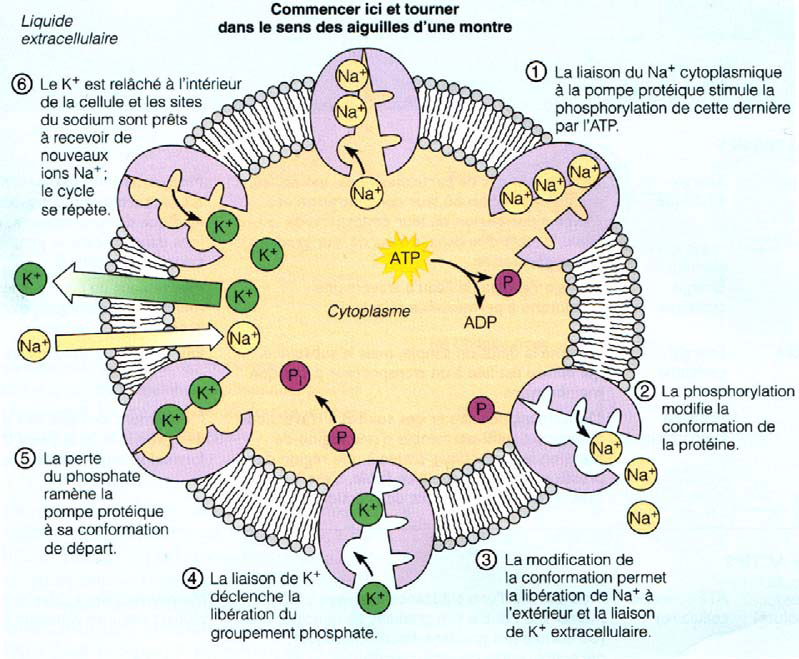 Commencer ici et tourner
dans le sens des aiguilles d'une montre
Liquide
extracellulaire
① La liaison du Na⁺ cytoplasmique
à la pompe protéique stimule la
phosphorylation de cette dernière
par l'ATP.
⑥ Le K⁺ est relâché à l'intérieur
de la cellule et les sites
du sodium sont prêts
à recevoir de
nouveaux
ions Na⁺;
le cycle
se répète.
Na⁺
Na⁺
Na⁺
Na⁺ Na⁺ Na⁺
K⁺
K⁺
K⁺
K⁺
Na⁺
Na⁺
ATP
P
ADP
Cytoplasme
② La phosphorylation
modifie la
conformation de
la protéine.
P
Na⁺
Na⁺
Na⁺
Pi
P
K⁺
K⁺
⑤ La perte
du phosphate
ramène la
pompe protéique
à sa conformation
de départ.
K⁺
K⁺
④ La liaison de K⁺
déclenche la
libération du
groupement phosphate.
③ La modification de
la conformation permet
la libération de Na⁺ à
l'extérieur et la liaison
de K⁺ extracellulaire.